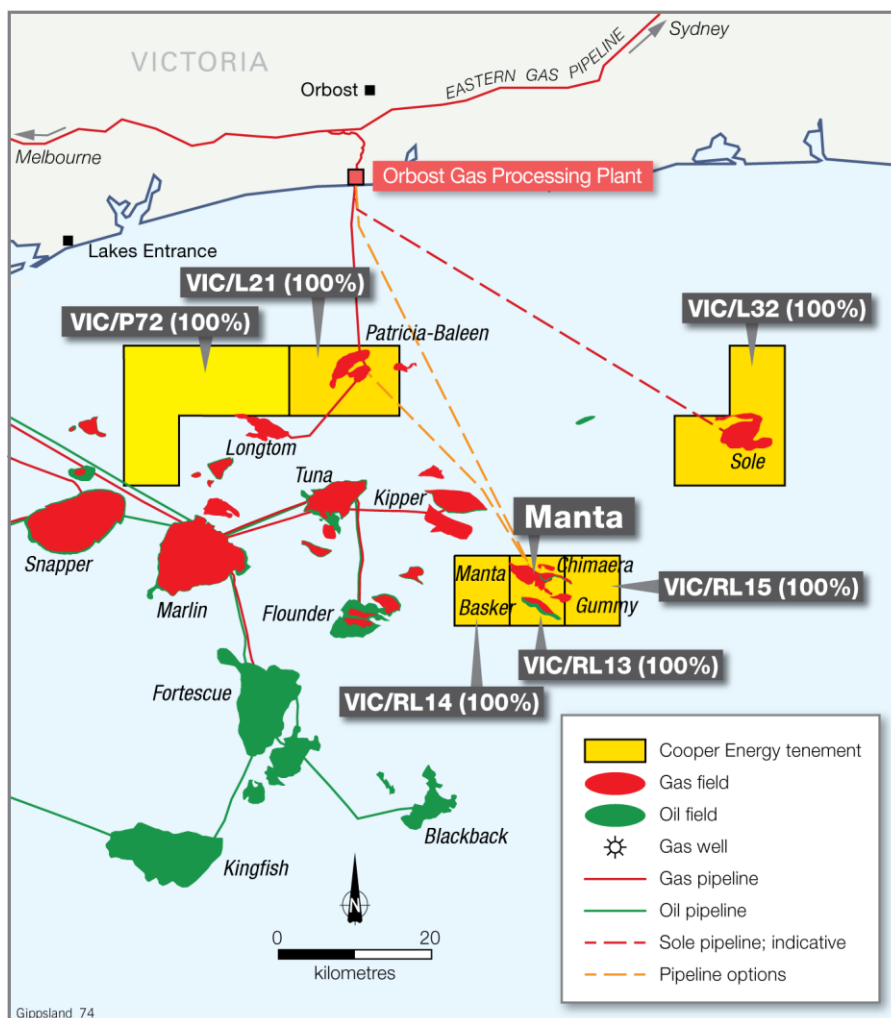 Sydney
VICTORIA
Orbost
EASTERN GAS PIPELINE
Melbourne
Orbost Gas Processing Plant
Lakes Entrance
VIC/L21 (100%)
VIC/L32 (100%)
VIC/P72 (100%)
Patricia-Baleen
Longtom
Sole
Tuna
Kipper
Manta
Snapper
Manta
Chimaera
Marlin
Flounder
Basker
Gummy
VIC/RL15 (100%)
VIC/RL13 (100%)
Fortescue
VIC/RL14 (100%)
Cooper Energy tenement
Gas field
Oil field
Gas well
Gas pipeline
Oil pipeline
Sole pipeline; indicative
Pipeline options
Blackback
Kingfish
N
0 20
kilometres
Gippsland 74